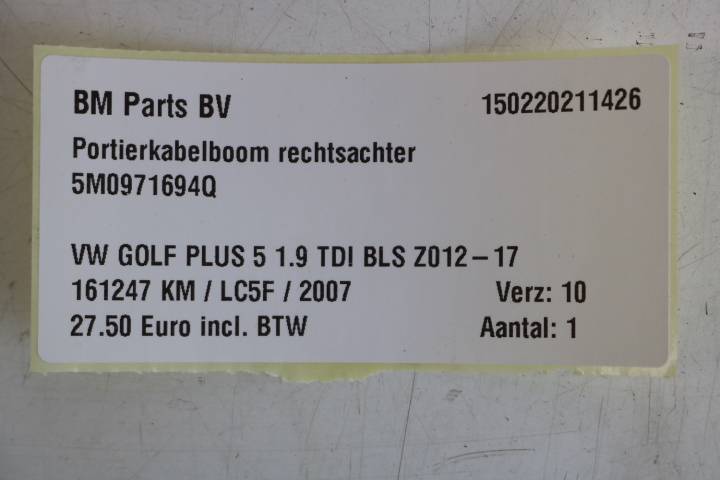 BM Parts BV 150220211426
Portierkabelboom rechtsachter
5M0971694Q
VW GOLF PLUS 5 1.9 TDI BLS Z012-17
161247 KM / LC5F / 2007 Verz: 10
27.50 Euro incl. BTW Aantal: 1